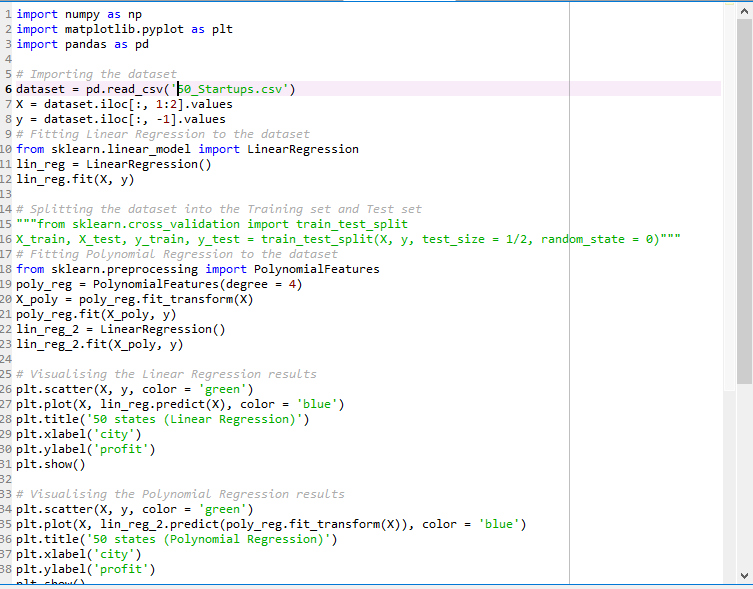 1 import numpy as np
2 import matplotlib.pyplot as plt
3 import pandas as pd
4
5 # Importing the dataset
6 dataset = pd.read_csv('50_Startups.csv')
7 X = dataset.iloc[:, 1:2].values
8 y = dataset.iloc[:, -1].values
9 # Fitting Linear Regression to the dataset
10 from sklearn.linear_model import LinearRegression
11 lin_reg = LinearRegression()
12 lin_reg.fit(X, y)
13
14 # Splitting the dataset into the Training set and Test set
15 """from sklearn.cross_validation import train_test_split
16 X_train, X_test, y_train, y_test = train_test_split(X, y, test_size = 1/2, random_state = 0)"""
17 # Fitting Polynomial Regression to the dataset
18 from sklearn.preprocessing import PolynomialFeatures
19 poly_reg = PolynomialFeatures(degree = 4)
20 X_poly = poly_reg.fit_transform(X)
21 poly_reg.fit(X_poly, y)
22 lin_reg_2 = LinearRegression()
23 lin_reg_2.fit(X_poly, y)
24
25 # Visualising the Linear Regression results
26 plt.scatter(X, y, color = 'green')
27 plt.plot(X, lin_reg.predict(X), color = 'blue')
28 plt.title('50 states (Linear Regression)')
29 plt.xlabel('city')
30 plt.ylabel('profit')
31 plt.show()
32
33 # Visualising the Polynomial Regression results
34 plt.scatter(X, y, color = 'green')
35 plt.plot(X, lin_reg_2.predict(poly_reg.fit_transform(X)), color = 'blue')
36 plt.title('50 states (Polynomial Regression)')
37 plt.xlabel('city')
38 plt.ylabel('profit')
plt.show()